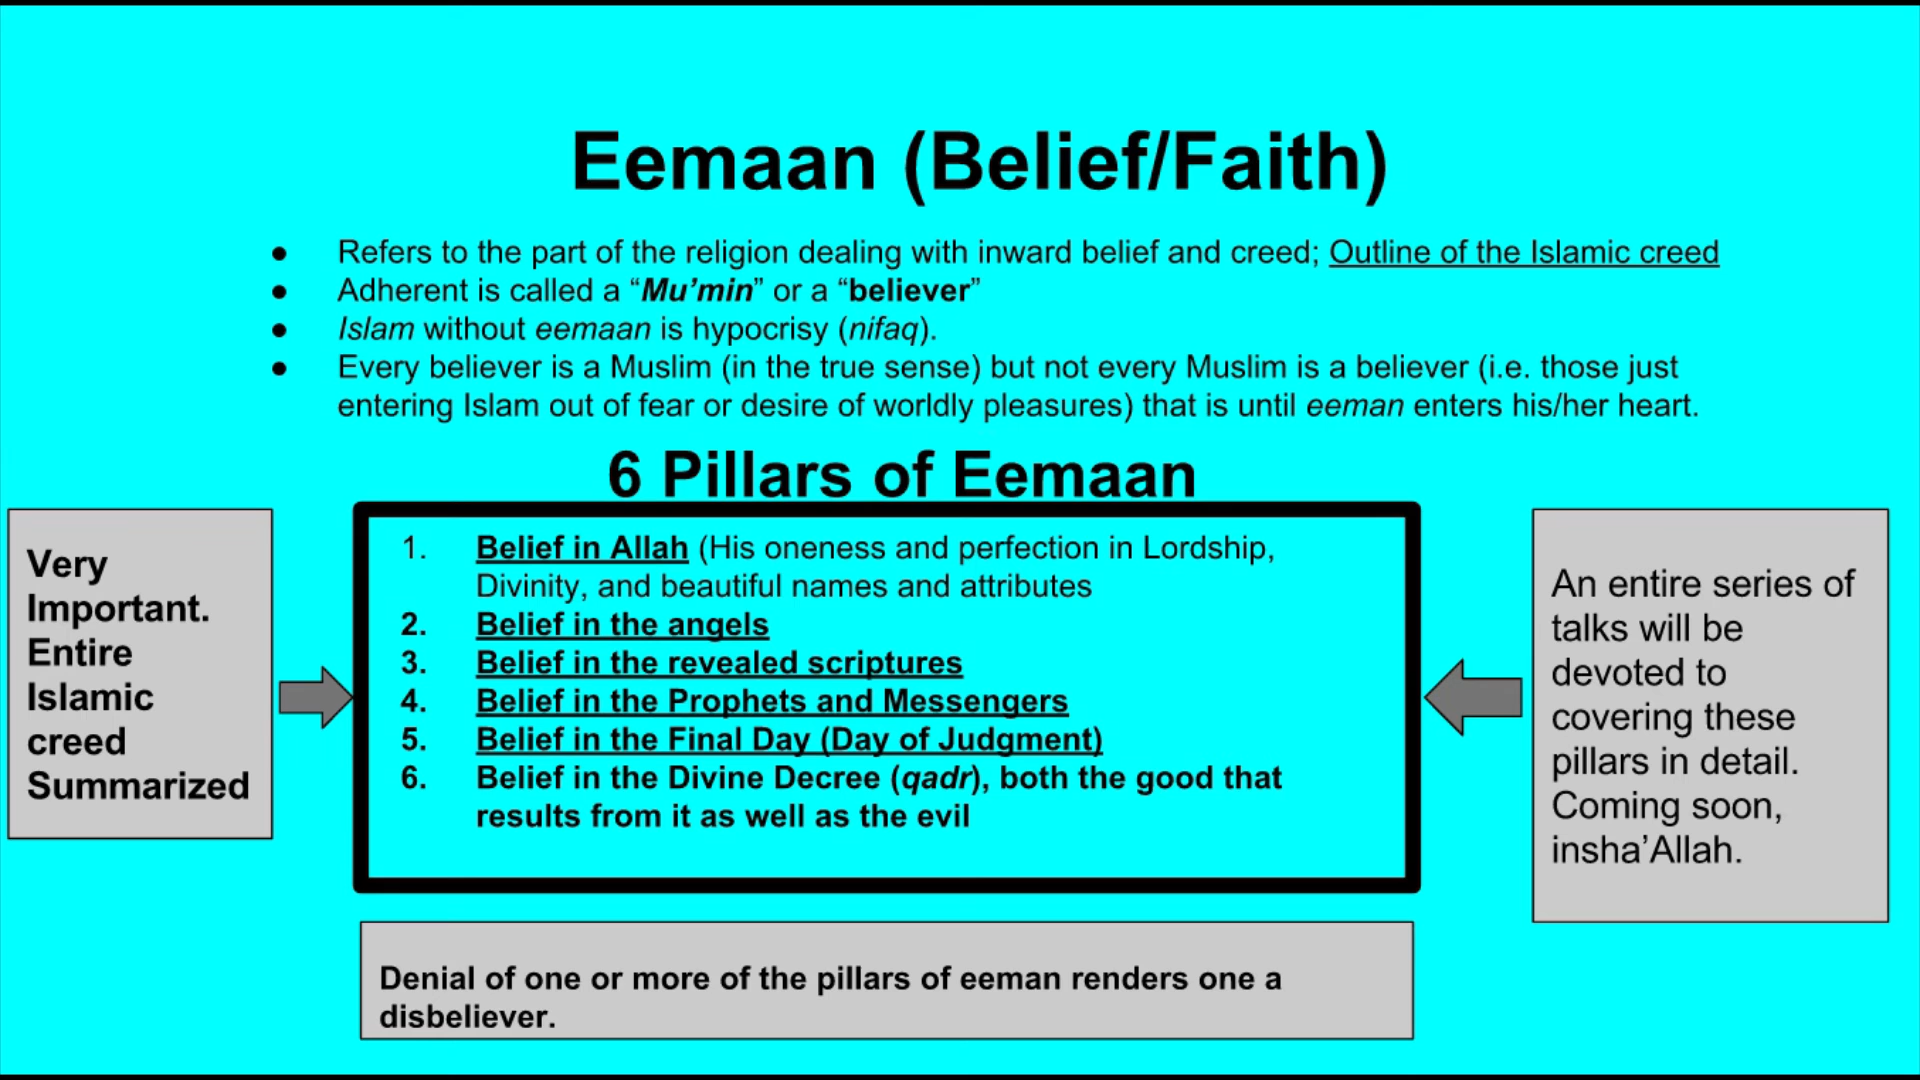 Eemaan (Belief/Faith)
● Refers to the part of the religion dealing with inward belief and creed; Outline of the Islamic creed
● Adherent is called a “Mu’min” or a “believer”
● Islam without eemaan is hypocrisy (nifaq).
● Every believer is a Muslim (in the true sense) but not every Muslim is a believer (i.e. those just
entering Islam out of fear or desire of worldly pleasures) that is until eeman enters his/her heart.
6 Pillars of Eemaan
Very
Important.
Entire
Islamic
creed
Summarized
1. Belief in Allah (His oneness and perfection in Lordship,
Divinity, and beautiful names and attributes
2. Belief in the angels
3. Belief in the revealed scriptures
4. Belief in the Prophets and Messengers
5. Belief in the Final Day (Day of Judgment)
6. Belief in the Divine Decree (qadr), both the good that
results from it as well as the evil
An entire series of
talks will be
devoted to
covering these
pillars in detail.
Coming soon,
insha’Allah.
Denial of one or more of the pillars of eeman renders one a
disbeliever.